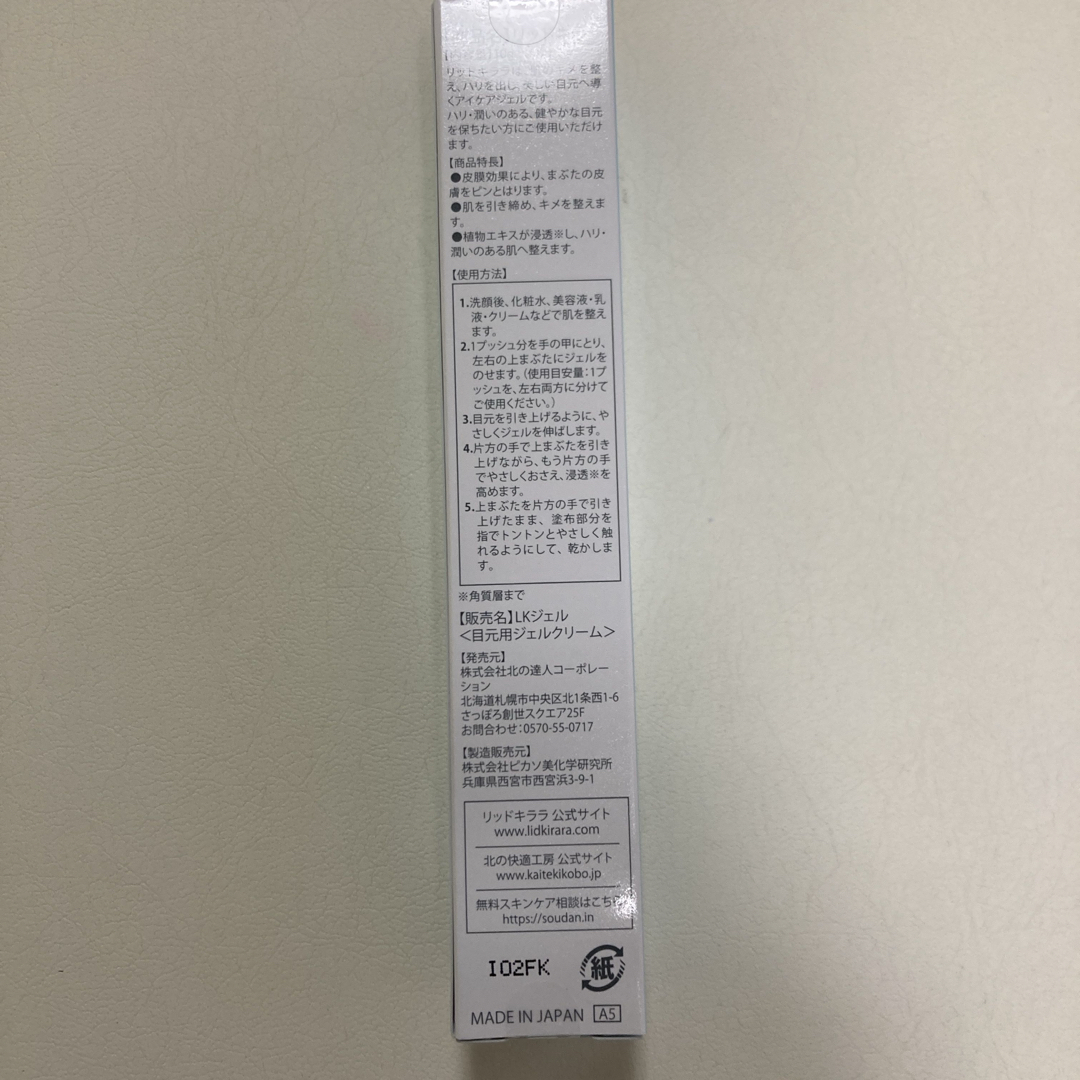 リッドキララ メを整
え、ハリを出し、美しい目元へ導
くアイケアジェルです。
ハリ・潤いのある、健やかな目元
を保ちたい方にご使用いただけ
ます。
【商品特長】
●皮膜効果により、まぶたの皮
膚をピンとはります。
●肌を引き締め、キメを整えま
す。
●植物エキスが浸透※し、ハリ・
潤いのある肌へ整えます。
【使用方法】
1.洗顔後、化粧水、美容液・乳
液・クリームなどで肌を整え
ます。
2.1プッシュ分を手の甲にとり、
左右の上まぶたにジェルを
のせます。(使用目安量：1プ
ッシュを、左右両方に分けて
ご使用ください。)
3.目元を引き上げるように、や
さしくジェルを伸ばします。
4.片方の手で上まぶたを引き
上げながら、もう片方の手
でやさしくおさえ、浸透※を
高めます。
5.上まぶたを片方の手で引き
上げたまま、塗布部分を
指でトントンとやさしく触
れるようにして、乾かしま
す。
※角質層まで
【販売名】LKジェル
＜目元用ジェルクリーム＞
【発売元】
株式会社北の達人コーポレー
ション
北海道札幌市中央区北1条西1-6
さっぽろ創世スクエア25F
お問合わせ：0570-55-0717
【製造販売元】
株式会社ピカソ美化学研究所
兵庫県西宮市西宮浜3-9-1
リッドキララ 公式サイト
www.lidkirara.com
北の快適工房 公式サイト
www.kaitekikobo.jp
無料スキンケア相談はこちら
https://soudan.in
I02FK 紙
MADE IN JAPAN A5